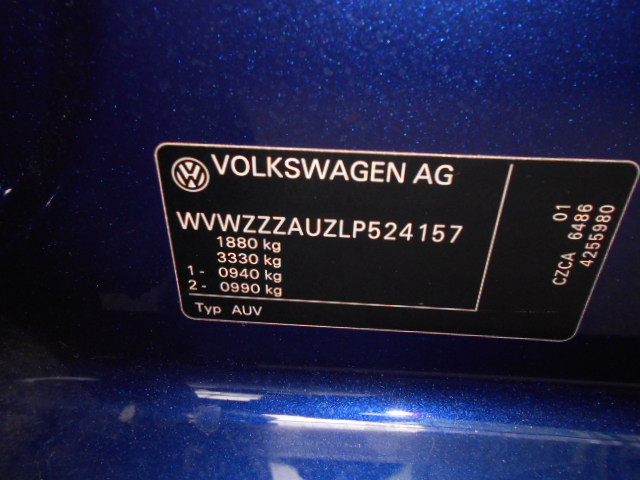 VOLKSWAGEN AG
WVWZZZAUZLP524157
1880 kg
3330 kg
1 - 0940 kg
2 - 0990 kg
Typ AUV
01
CZCA 6486
4255980